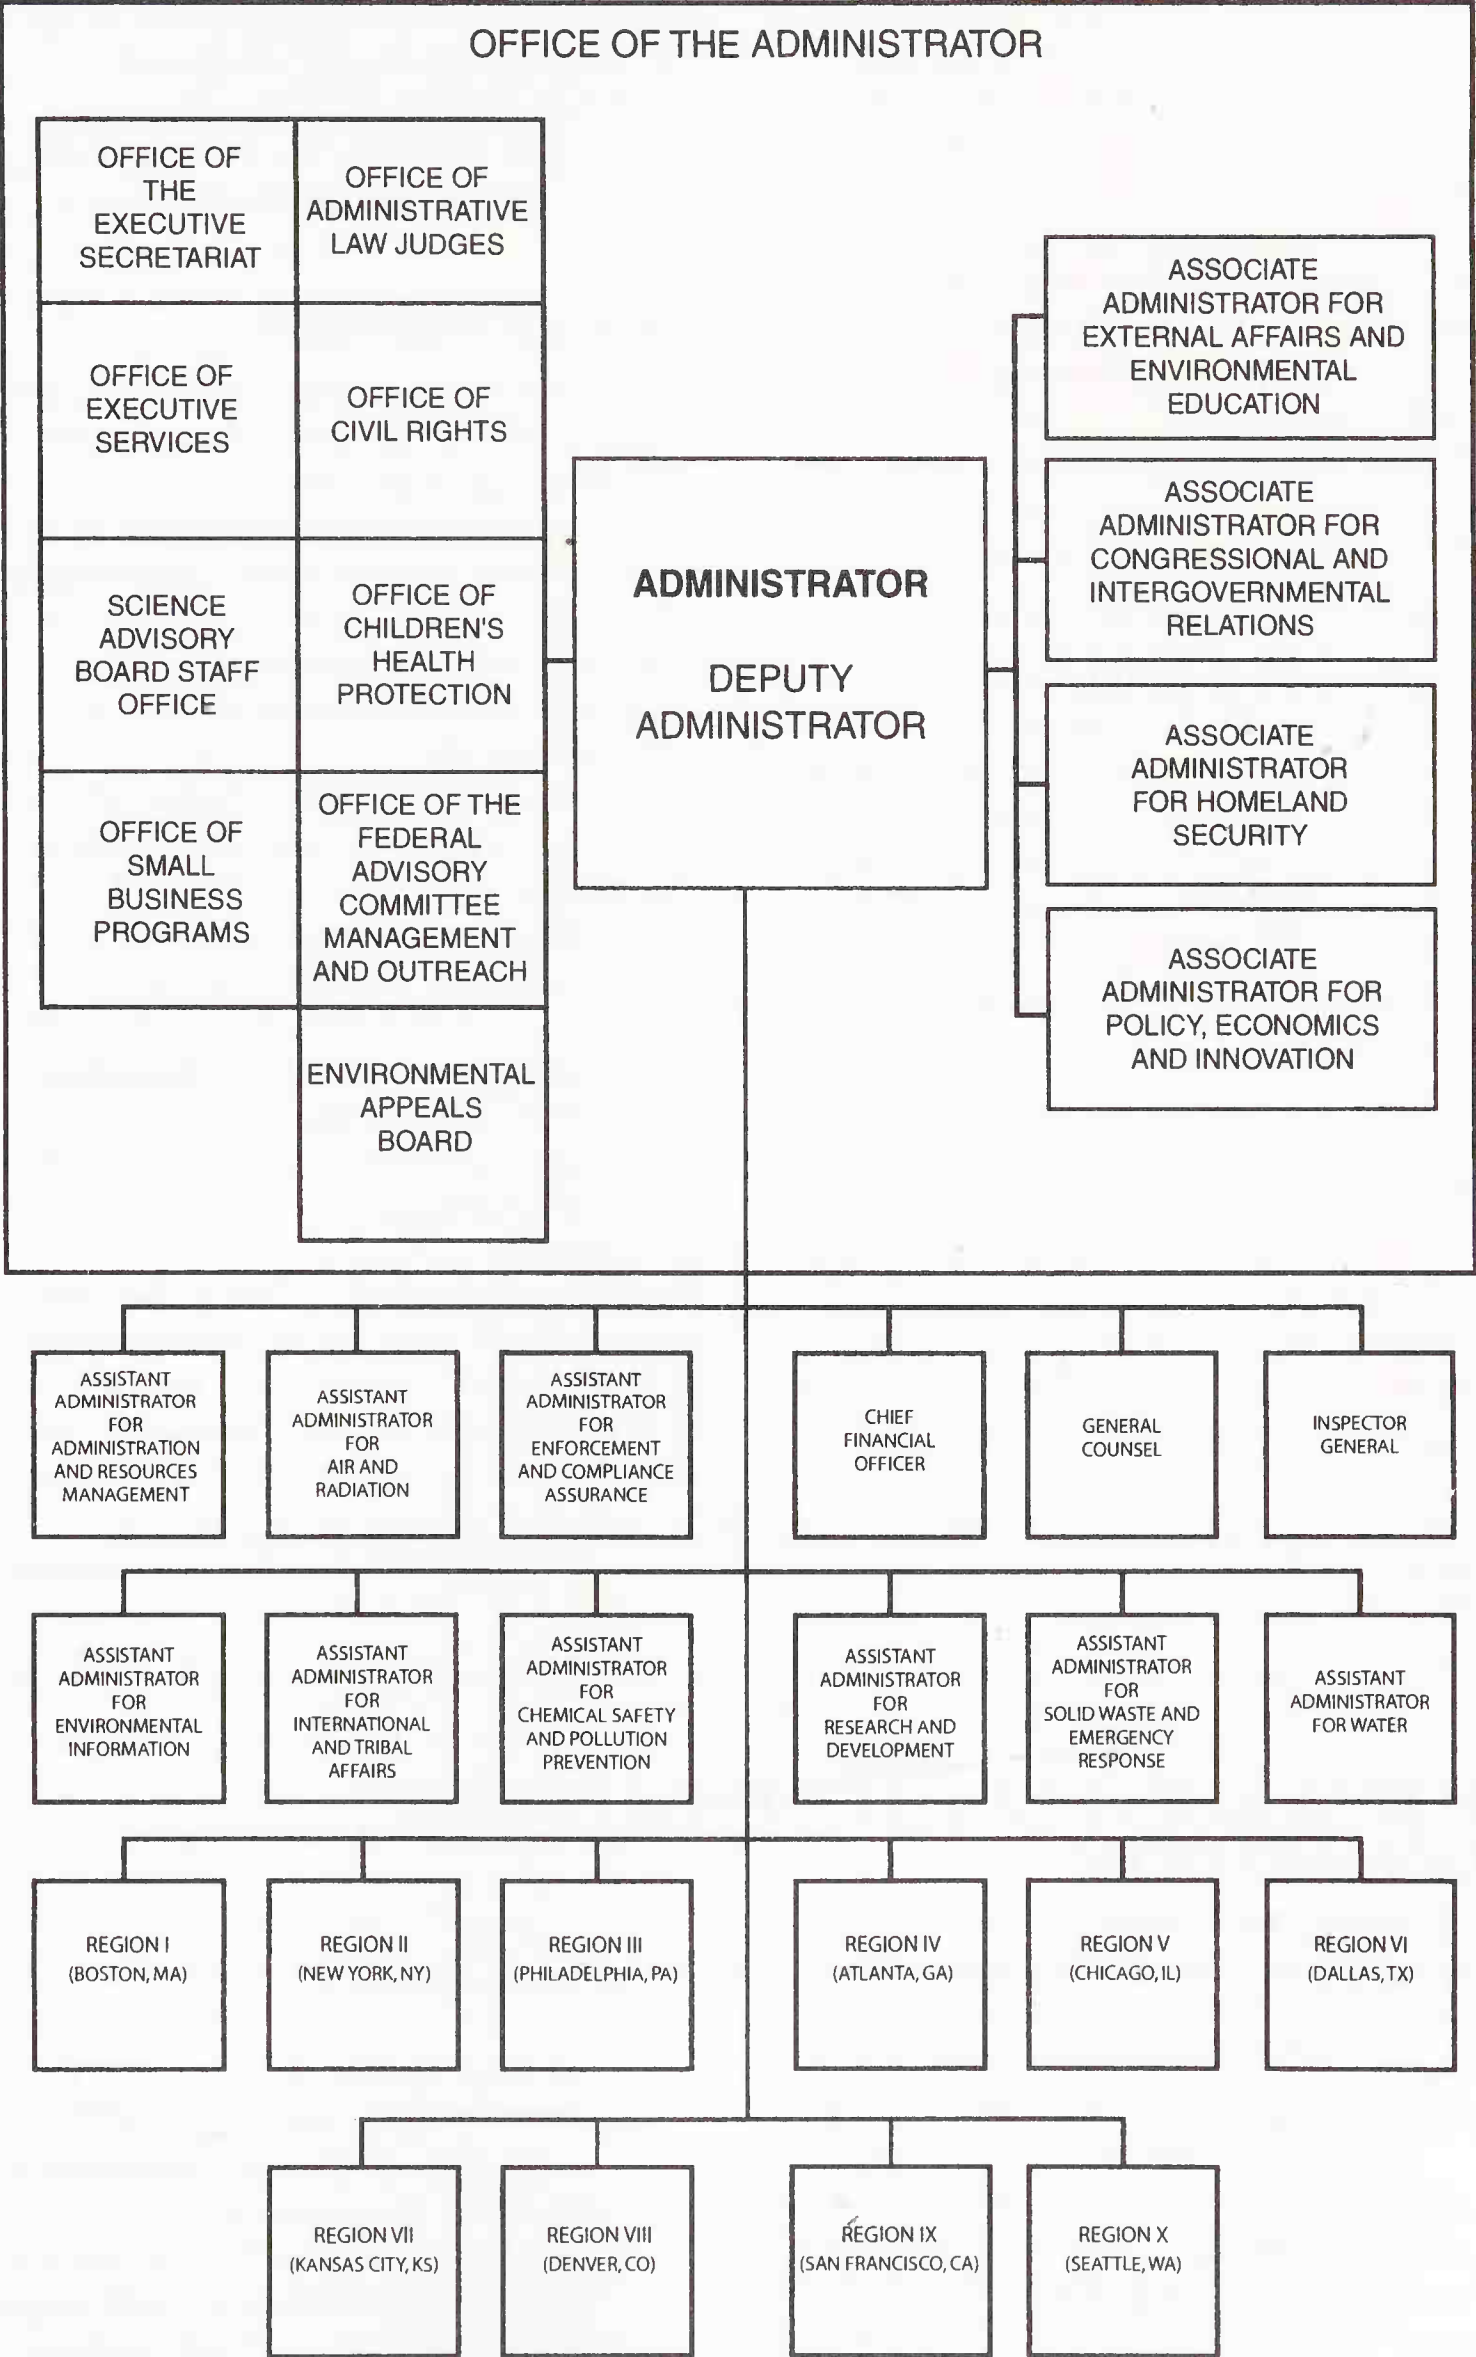 OFFICE OF THE ADMINISTRATOR
OFFICE OF
THE
EXECUTIVE
SECRETARIAT
OFFICE OF
ADMINISTRATIVE
LAW JUDGES
OFFICE OF
EXECUTIVE
SERVICES
OFFICE OF
CIVIL RIGHTS
SCIENCE
ADVISORY
BOARD STAFF
OFFICE
OFFICE OF
CHILDREN'S
HEALTH
PROTECTION
OFFICE OF
SMALL
BUSINESS
PROGRAMS
OFFICE OF THE
FEDERAL
ADVISORY
COMMITTEE
MANAGEMENT
AND OUTREACH
ENVIRONMENTAL
APPEALS
BOARD
ADMINISTRATOR
DEPUTY
ADMINISTRATOR
ASSOCIATE
ADMINISTRATOR FOR
EXTERNAL AFFAIRS AND
ENVIRONMENTAL
EDUCATION
ASSOCIATE
ADMINISTRATOR FOR
CONGRESSIONAL AND
INTERGOVERNMENTAL
RELATIONS
ASSOCIATE
ADMINISTRATOR
FOR HOMELAND
SECURITY
ASSOCIATE
ADMINISTRATOR FOR
POLICY, ECONOMICS
AND INNOVATION
ASSISTANT
ADMINISTRATOR
FOR
ADMINISTRATION
AND RESOURCES
MANAGEMENT
ASSISTANT
ADMINISTRATOR
FOR
AIR AND
RADIATION
ASSISTANT
ADMINISTRATOR
FOR
ENFORCEMENT
AND COMPLIANCE
ASSURANCE
CHIEF
FINANCIAL
OFFICER
GENERAL
COUNSEL
INSPECTOR
GENERAL
ASSISTANT
ADMINISTRATOR
FOR
ENVIRONMENTAL
INFORMATION
ASSISTANT
ADMINISTRATOR
FOR
INTERNATIONAL
AND TRIBAL
AFFAIRS
ASSISTANT
ADMINISTRATOR
FOR
CHEMICAL SAFETY
AND POLLUTION
PREVENTION
ASSISTANT
ADMINISTRATOR
FOR
RESEARCH AND
DEVELOPMENT
ASSISTANT
ADMINISTRATOR
FOR
SOLID WASTE AND
EMERGENCY
RESPONSE
ASSISTANT
ADMINISTRATOR
FOR WATER
REGION I
(BOSTON, MA)
REGION II
(NEW YORK, NY)
REGION III
(PHILADELPHIA, PA)
REGION IV
(ATLANTA, GA)
REGION V
(CHICAGO, IL)
REGION VI
(DALLAS, TX)
REGION VII
(KANSAS CITY, KS)
REGION VIII
(DENVER, CO)
REGION IX
(SAN FRANCISCO, CA)
REGION X
(SEATTLE, WA)